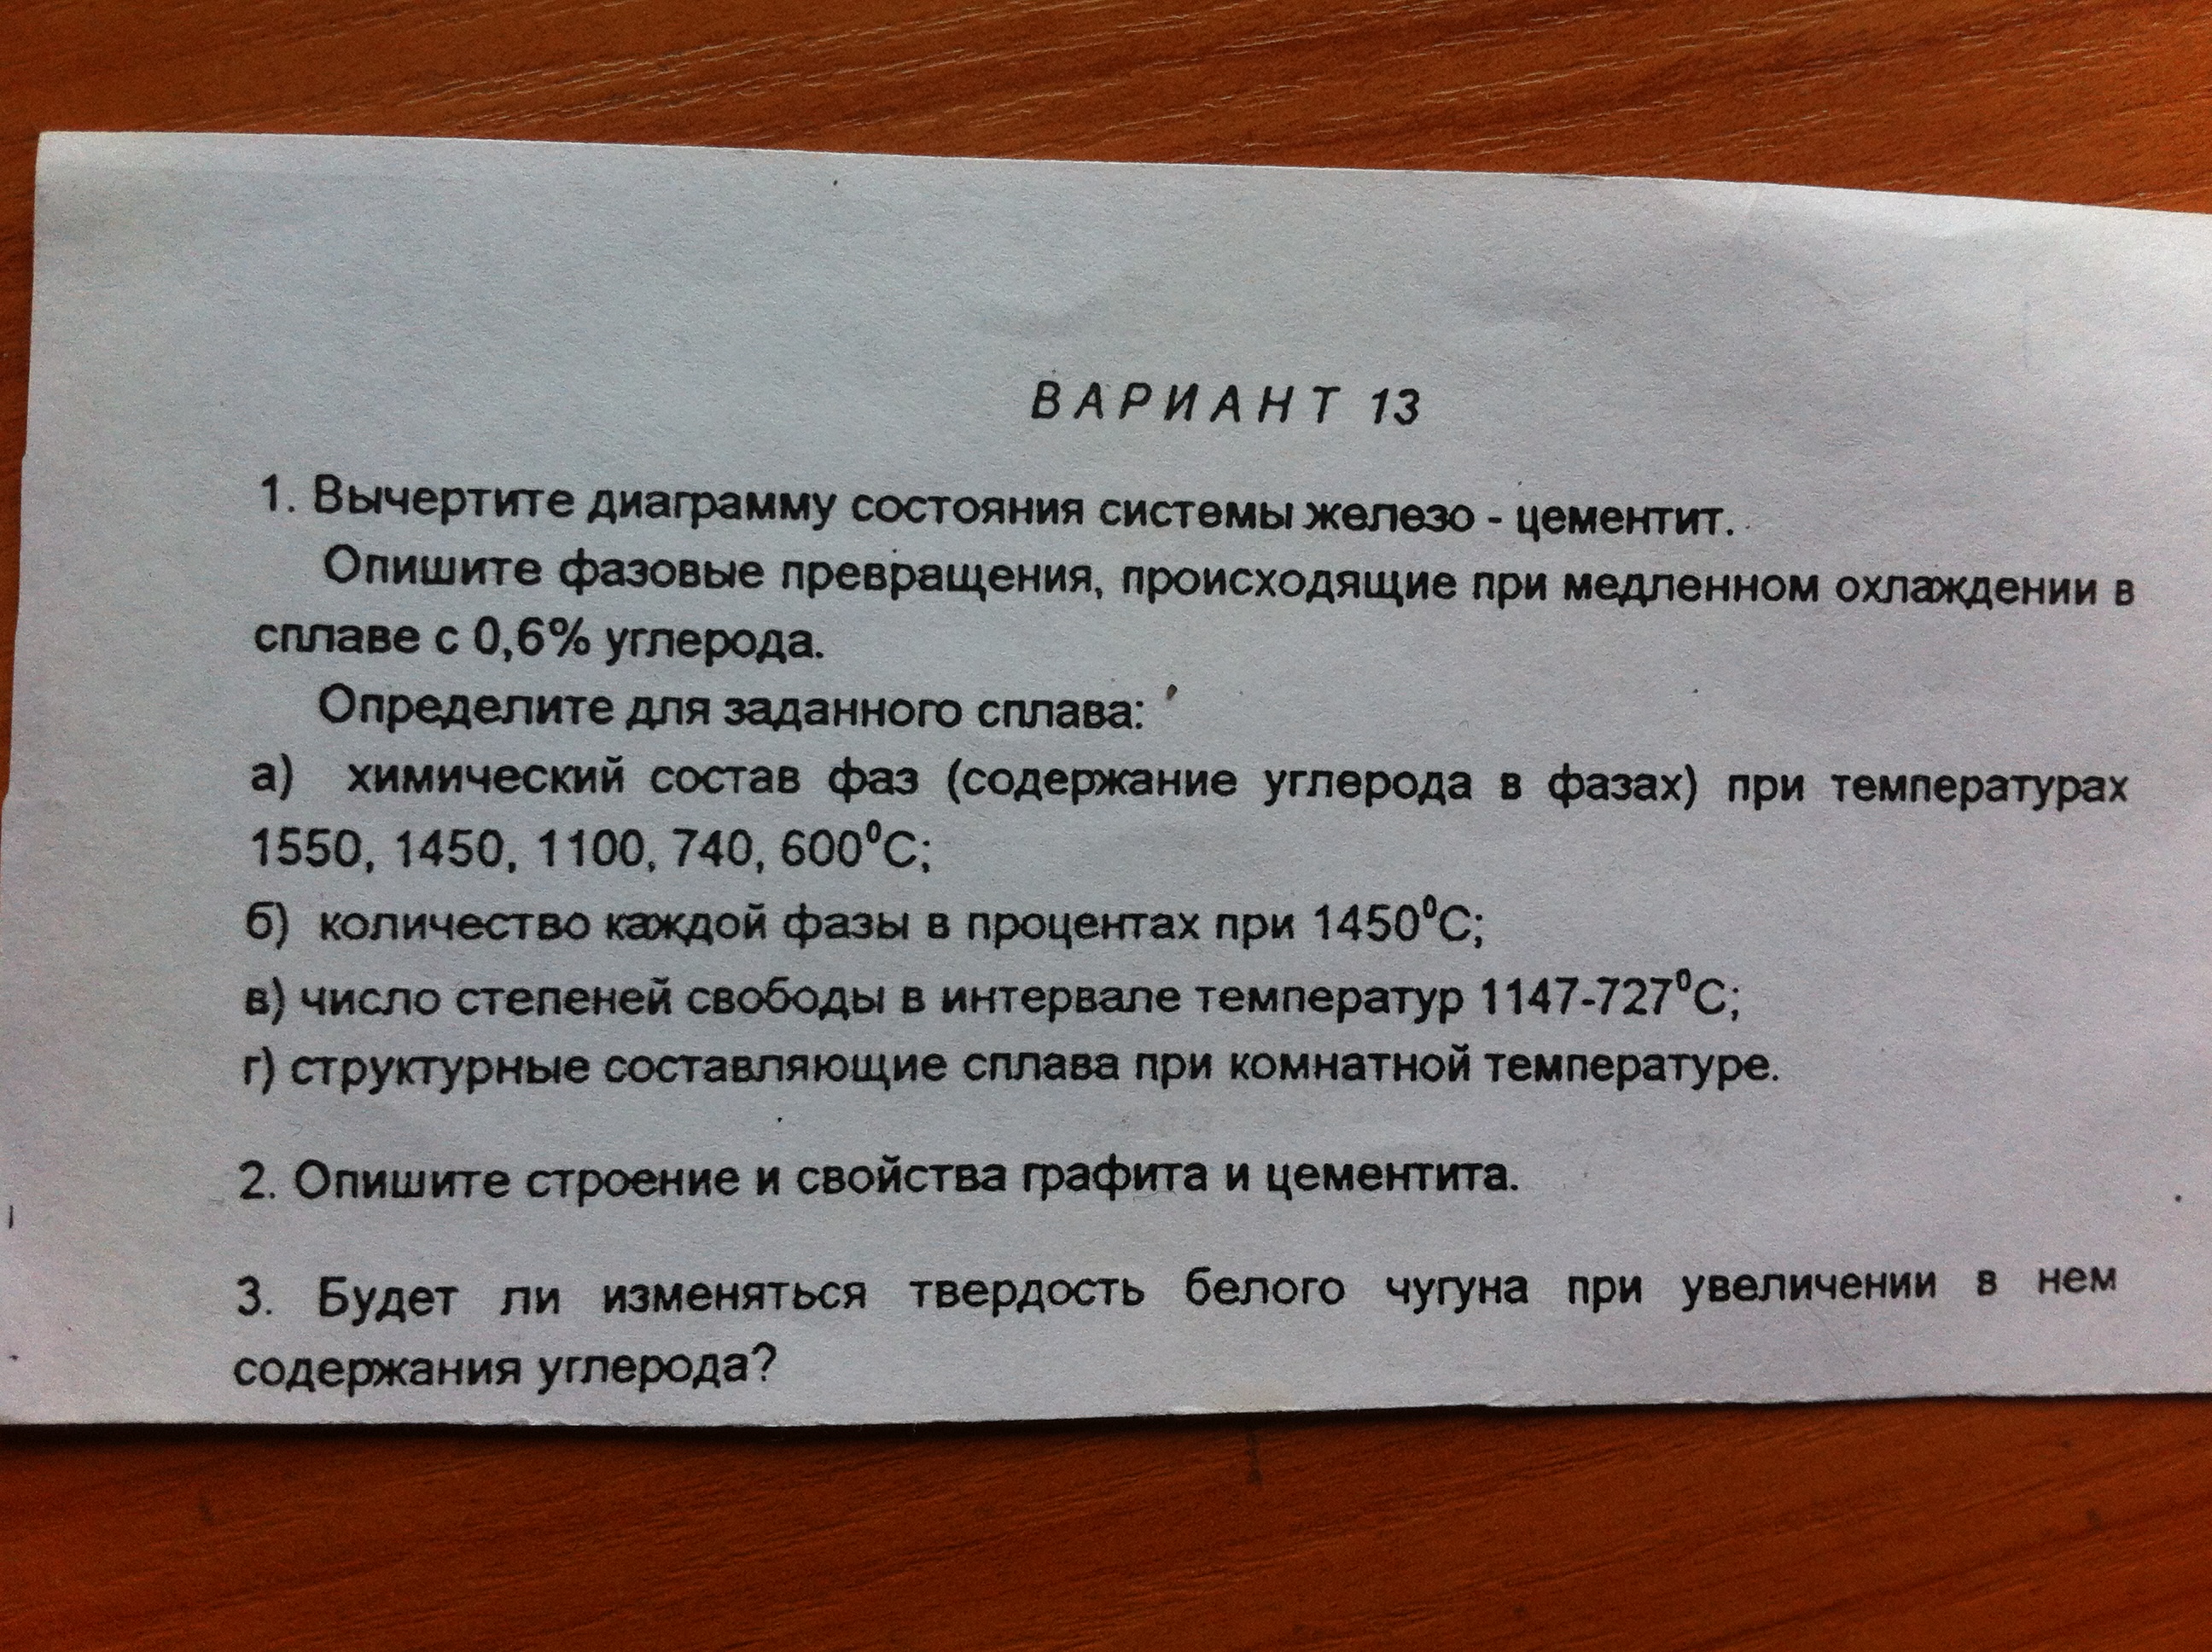 ВАРИАНТ 13
1. Вычертите диаграмму состояния системы железо - цементит.
Опишите фазовые превращения, происходящие при медленном охлаждении в
сплаве с 0,6% углерода.
Определите для заданного сплава:
а) химический состав фаз (содержание углерода в фазах) при температурах
1550, 1450, 1100, 740, 600⁰С;
б) количество каждой фазы в процентах при 1450⁰С;
в) число степеней свободы в интервале температур 1147-727⁰С;
г) структурные составляющие сплава при комнатной температуре.
2. Опишите строение и свойства графита и цементита.
3. Будет ли изменяться твердость белого чугуна при увеличении в нем
содержания углерода?